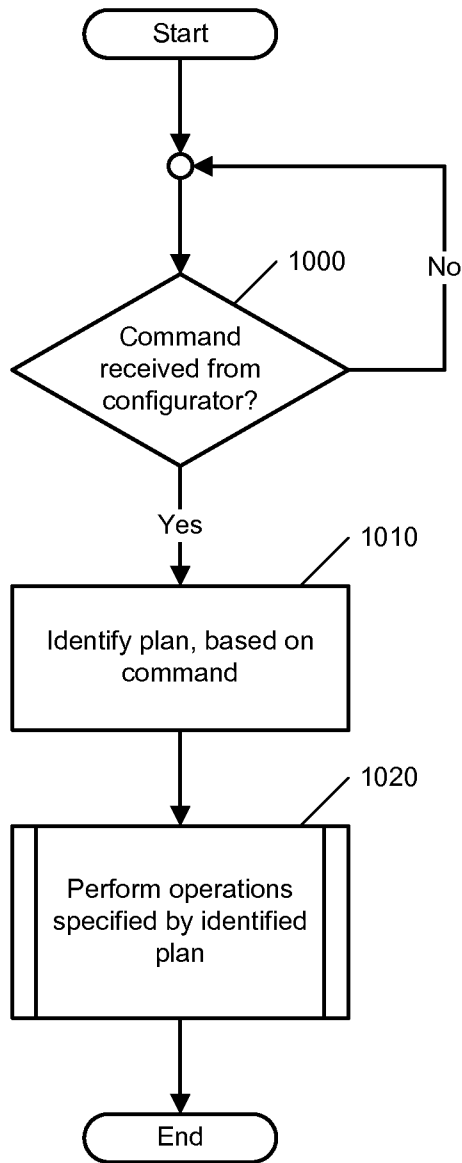 Start
1000
No
Command
received from
configurator?
Yes
1010
Identify plan, based on
command
1020
Perform operations
specified by identified
plan
End